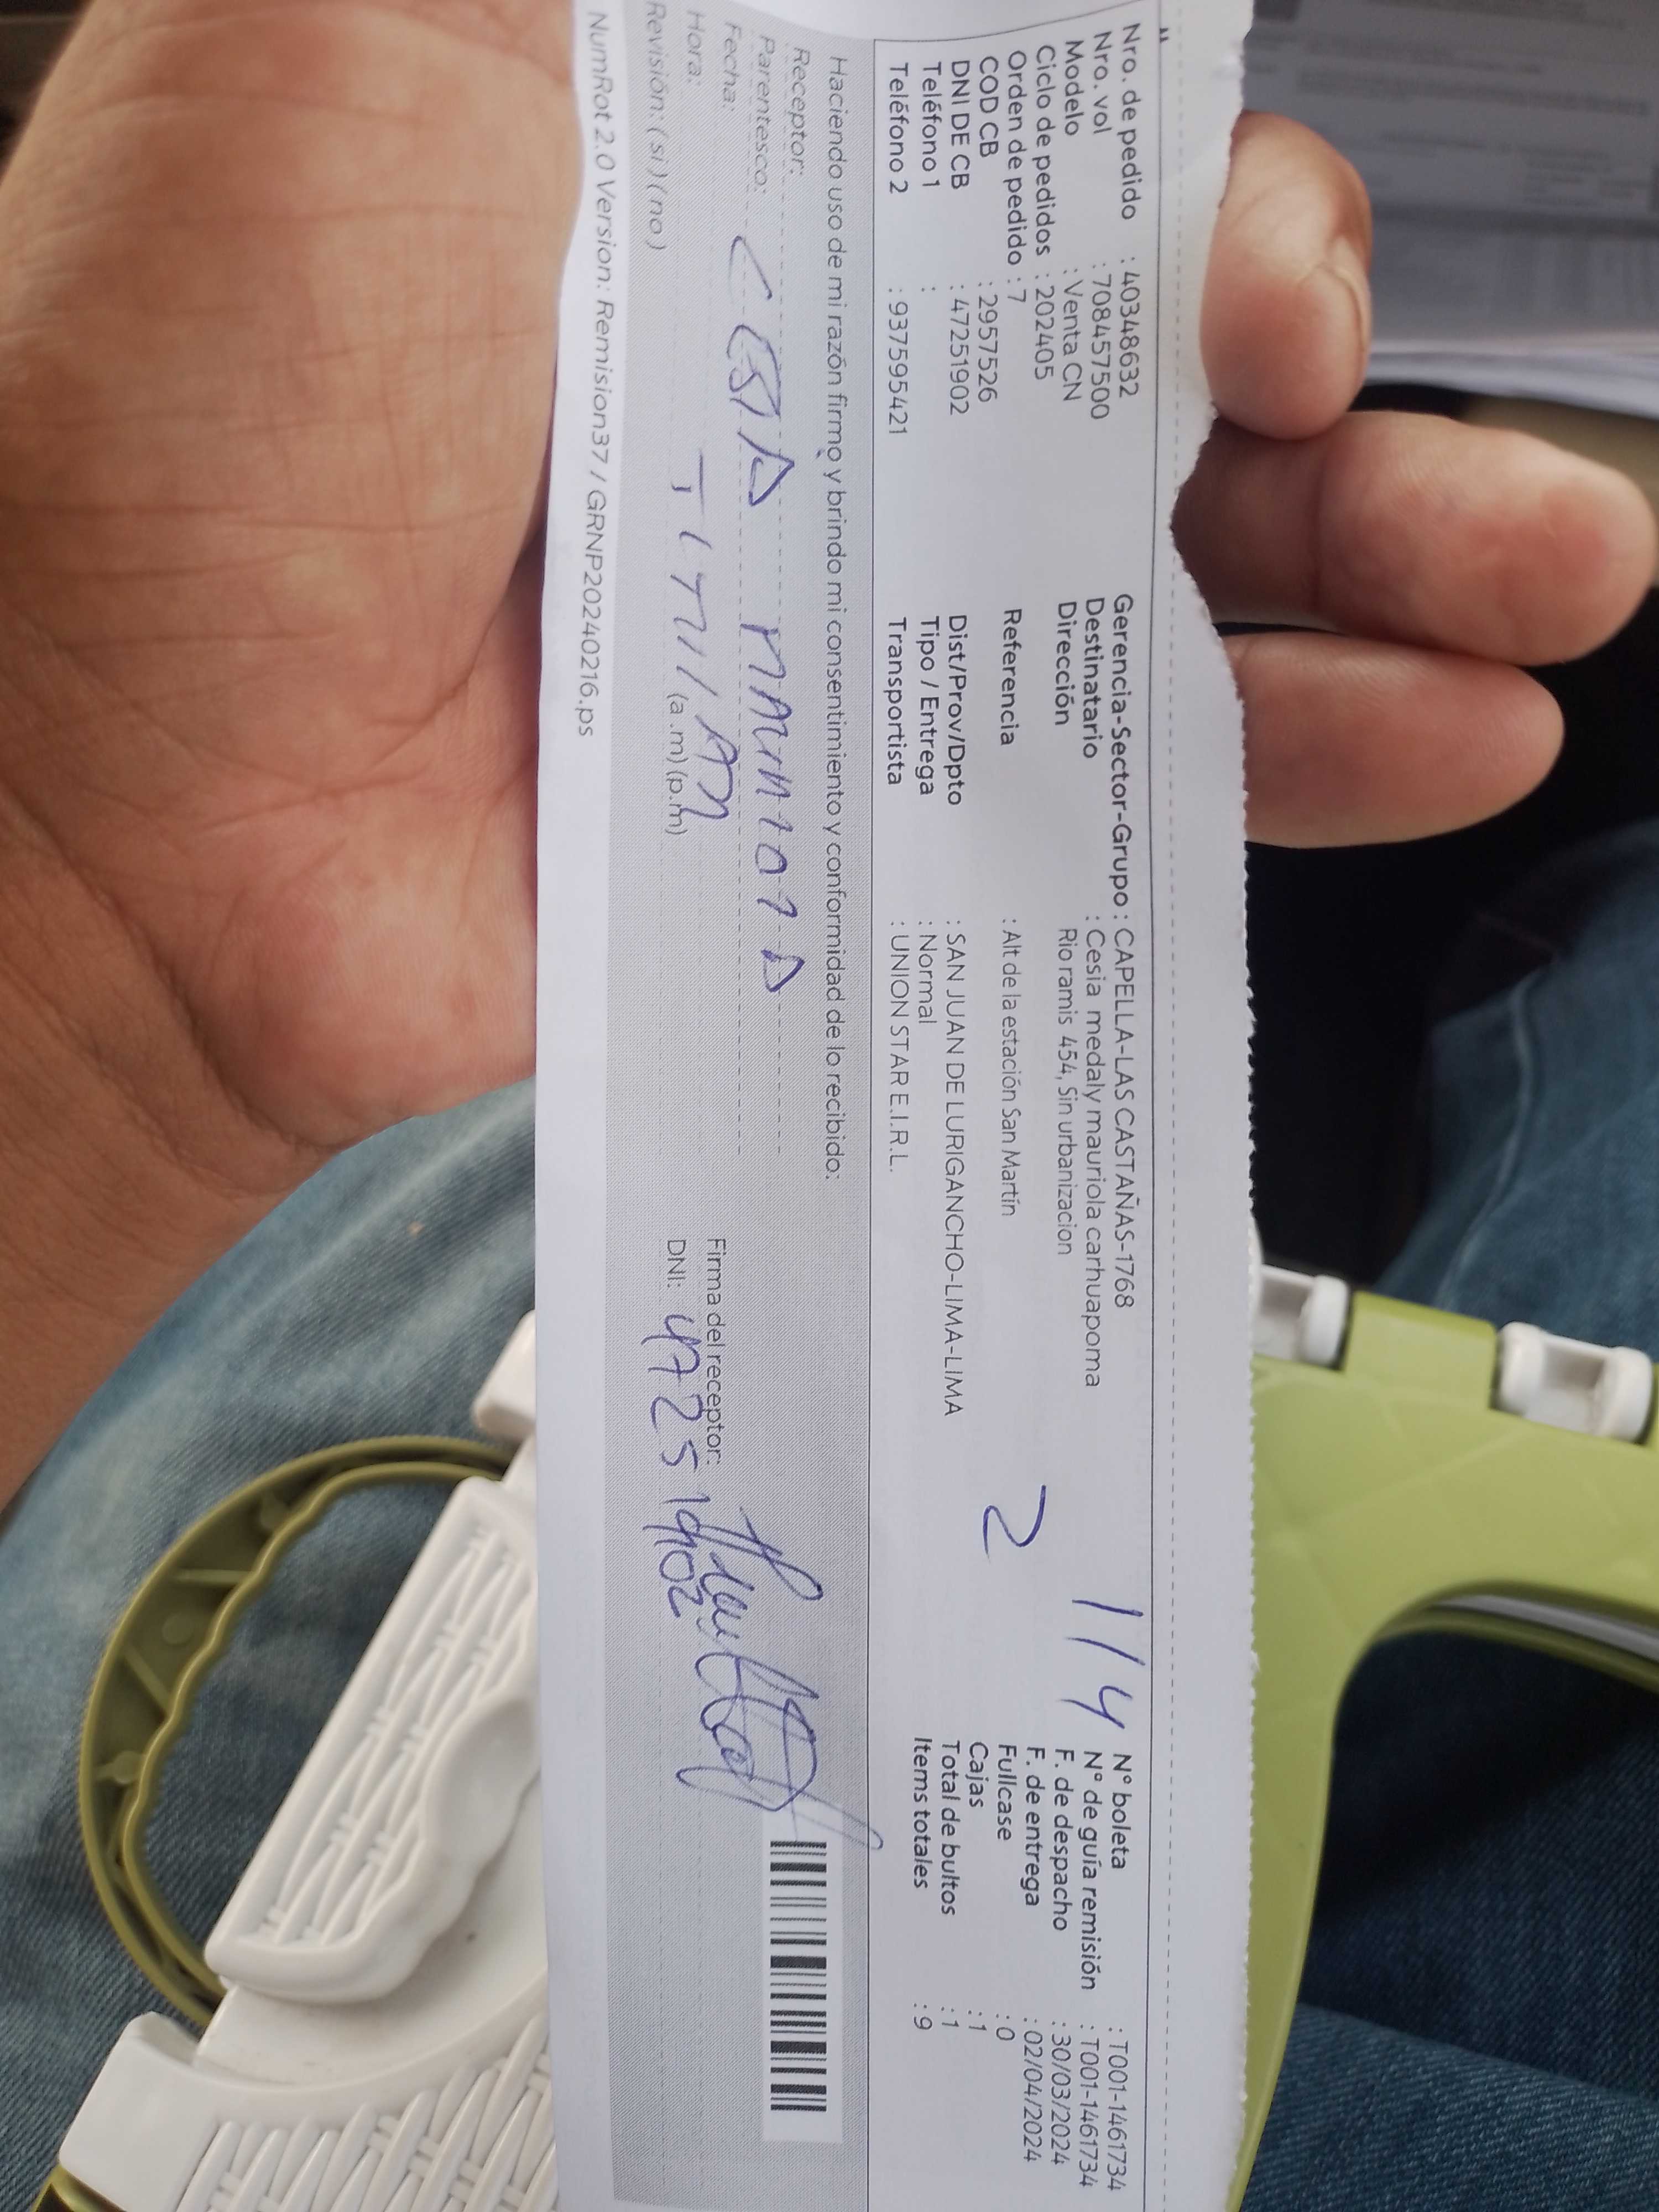 Nro. de pedido : 40348632
Nro. vol : 708457500
Modelo : Venta CN
Ciclo de pedidos : 202405
Orden de pedido : 7
COD CB : 2957526
DNI DE CB : 47251902
Teléfono 1 :
Teléfono 2 : 937595421
Gerencia-Sector-Grupo : CAPELLA-LAS CASTAÑAS-1768
Destinatario : Cesia medaly mauriola carhuapoma
Dirección Rio ramis 454, Sin urbanizacion
Referencia : Alt de la estación San Martin
Dist/Prov/Dpto : SAN JUAN DE LURIGANCHO-LIMA-LIMA
Tipo / Entrega : Normal
Transportista : UNION STAR E.I.R.L.
1/4
2
N° boleta : T001-1461734
N° de guía remisión : T001-1461734
F. de despacho : 30/03/2024
F. de entrega : 02/04/2024
Fullcase : 0
Cajas : 1
Total de bultos : 1
Items totales : 9
Haciendo uso de mi razón firmo y brindo mi consentimiento y conformidad de lo recibido:
Receptor:
Parentesco:
Fecha:
Hora: (a.m) (p.m)
Revisión: (si) (no)
Firma del receptor:
DNI: 47251902
NumRot 2.0 Version: Remision37 / GRNP20240216.ps